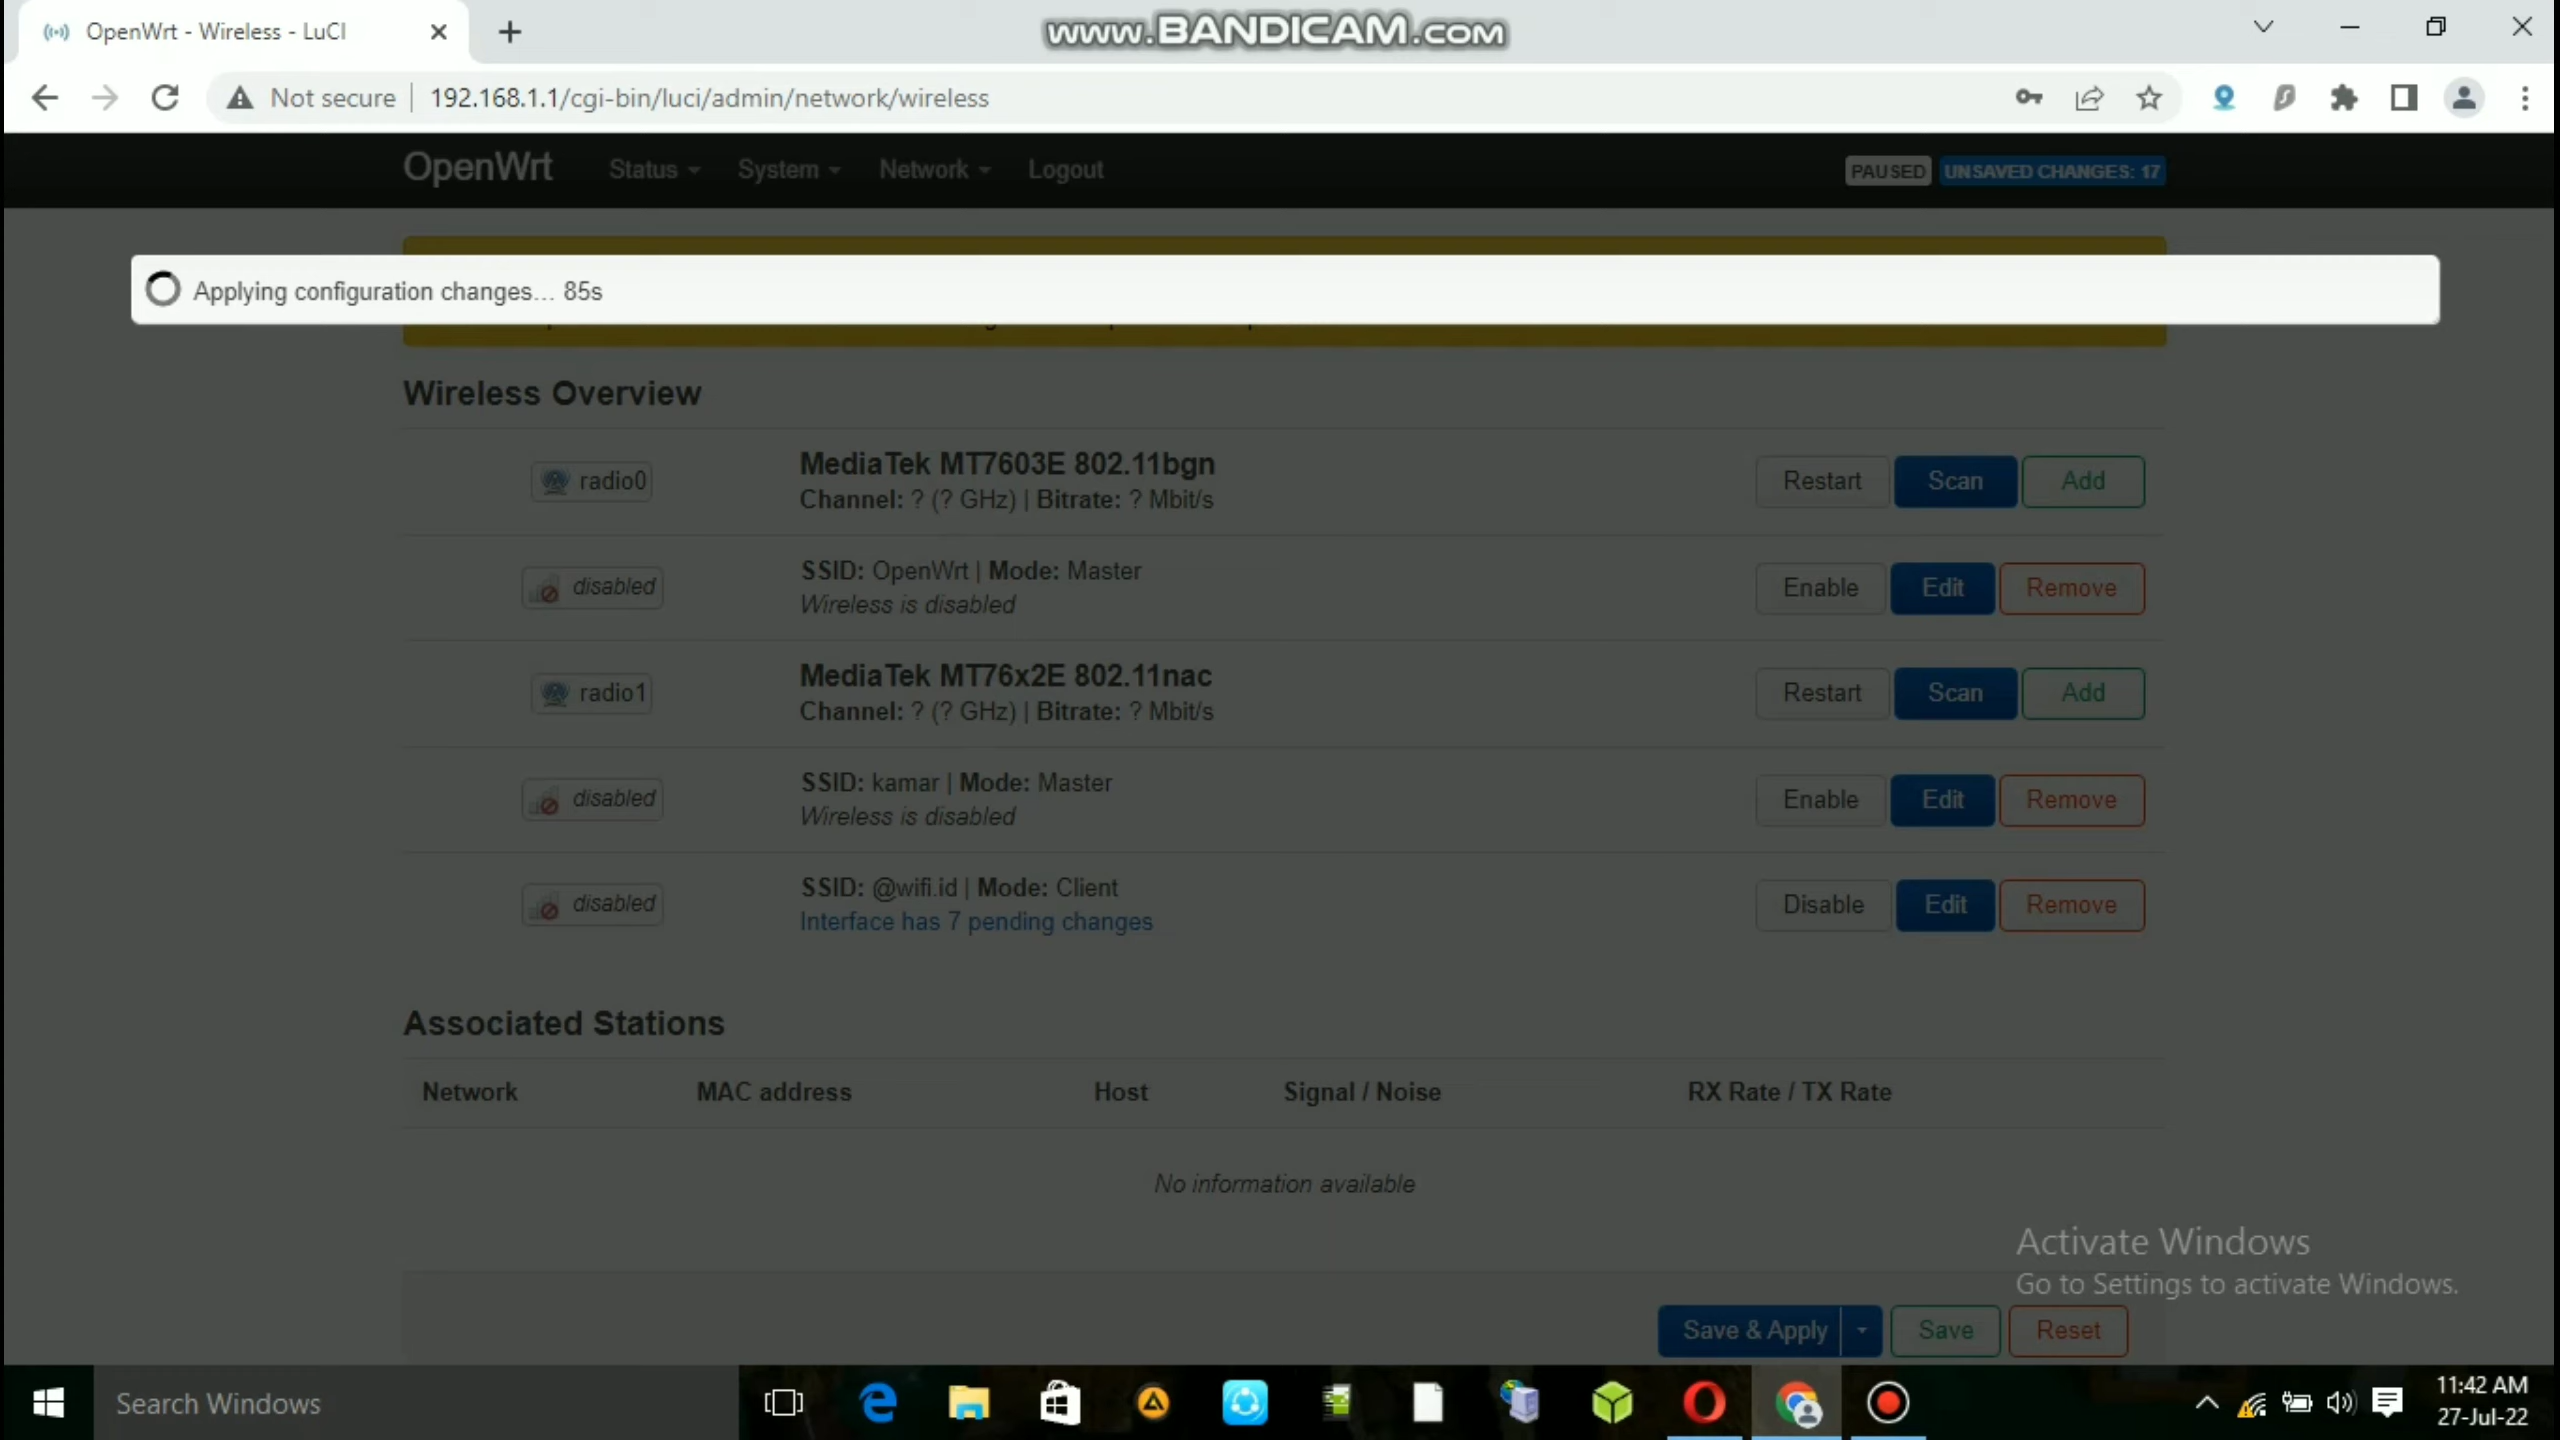 OpenWrt - Wireless - LuCI
www.BANDICAM.com
Not secure
192.168.1.1/cgi-bin/luci/admin/network/wireless
OpenWrt Status System Network Logout PAUSED UNSAVED CHANGES: 17
Applying configuration changes... 85s
Wireless Overview
radio0 MediaTek MT7603E 802.11bgn
Channel: ? (? GHz) | Bitrate: ? Mbit/s
Restart Scan Add
disabled SSID: OpenWrt | Mode: Master
Wireless is disabled
Enable Edit Remove
radio1 MediaTek MT76x2E 802.11nac
Channel: ? (? GHz) | Bitrate: ? Mbit/s
Restart Scan Add
disabled SSID: kamar | Mode: Master
Wireless is disabled
Enable Edit Remove
disabled SSID: @wifi.id | Mode: Client
Interface has 7 pending changes
Disable Edit Remove
Associated Stations
Network MAC address Host Signal / Noise RX Rate / TX Rate
No information available
Activate Windows
Go to Settings to activate Windows.
Save & Apply Save Reset
Search Windows
11:42 AM
27-Jul-22